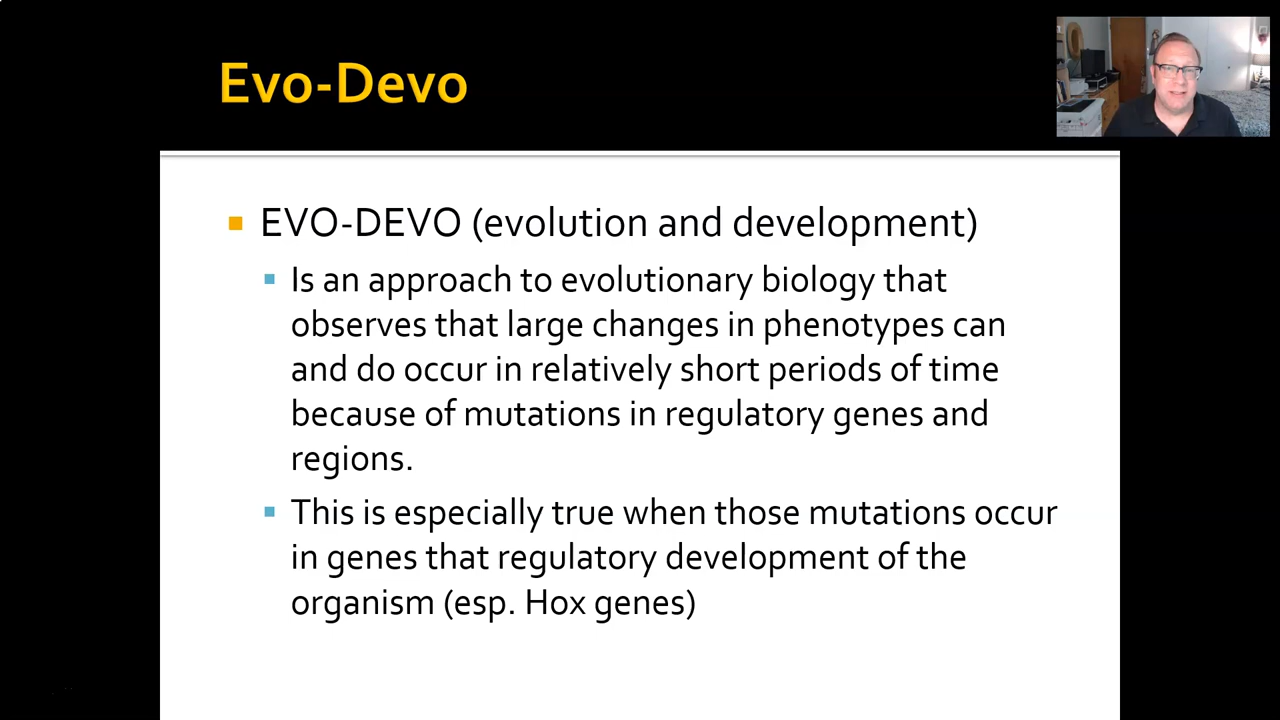 Evo-Devo
EVO-DEVO (evolution and development)
Is an approach to evolutionary biology that
observes that large changes in phenotypes can
and do occur in relatively short periods of time
because of mutations in regulatory genes and
regions.
This is especially true when those mutations occur
in genes that regulatory development of the
organism (esp. Hox genes)